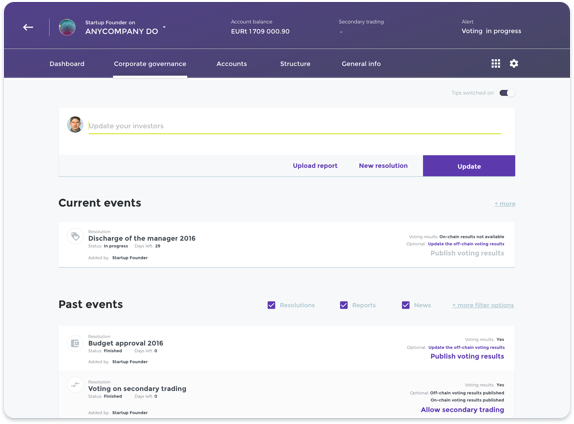 Startup Founder on
ANYCOMPANY DO
Account balance
EUR: 1 709 000.90
Secondary trading
-
Alert
Voting in progress
Dashboard
Corporate governance
Accounts
Structure
General info
Tips switched on
Update your investors
Upload report
New resolution
Update
Current events
+ more
Resolution
Discharge of the manager 2016
Status: In progress Days left: 29
Added by: Startup Founder
Voting results: On-chain results not available
Optional: Update the off-chain voting results
Publish voting results
Past events
Resolutions
Reports
News
+ more filter options
Resolution
Budget approval 2016
Status: Finished Days left: 0
Added by: Startup Founder
Voting results: Yes
Optional: Update the off-chain voting results
Publish voting results
Resolution
Voting on secondary trading
Status: Finished Days left: 0
Added by: Startup Founder
Voting results: Yes
Optional: Off-chain voting results published
On-chain voting results published
Allow secondary trading